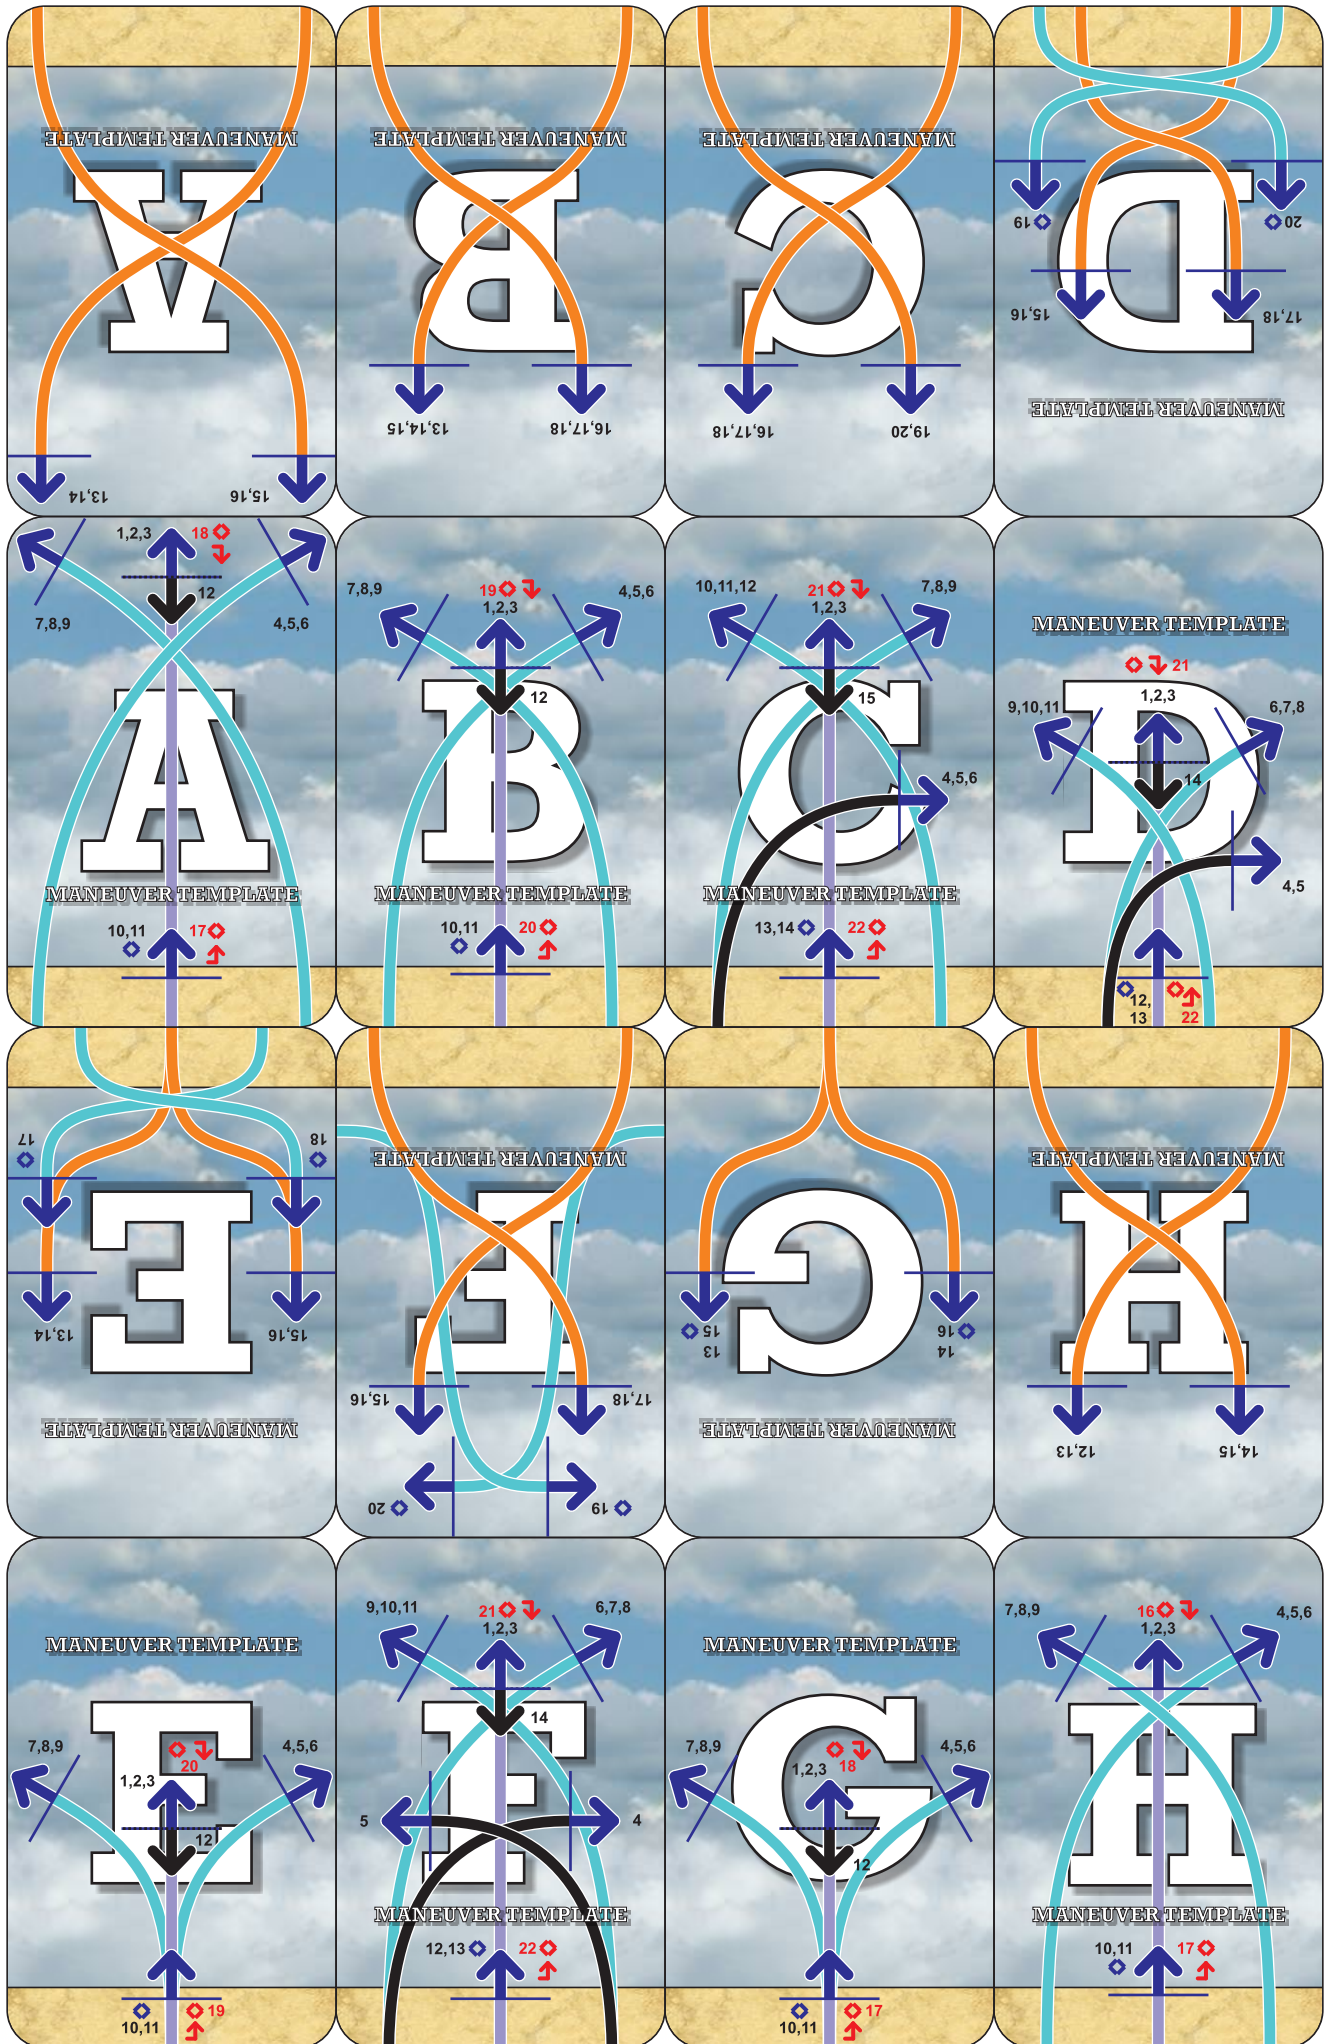 MANEUVER TEMPLATE
A
13,14
15,16
MANEUVER TEMPLATE
B
13,14,15
16,17,18
MANEUVER TEMPLATE
C
16,17,18
19,20
19
20
D
15,16
17,18
MANEUVER TEMPLATE
1,2,3
18
12
7,8,9
4,5,6
A
MANEUVER TEMPLATE
10,11
17
7,8,9
19
1,2,3
4,5,6
12
B
MANEUVER TEMPLATE
10,11
20
10,11,12
21
1,2,3
7,8,9
15
4,5,6
C
MANEUVER TEMPLATE
13,14
22
MANEUVER TEMPLATE
21
1,2,3
9,10,11
6,7,8
14
D
4,5
12,
13
22
17
18
E
13,14
15,16
MANEUVER TEMPLATE
MANEUVER TEMPLATE
F
15,16
17,18
20
19
G
15
13
16
14
MANEUVER TEMPLATE
MANEUVER TEMPLATE
H
12,13
14,15
MANEUVER TEMPLATE
7,8,9
20
1,2,3
4,5,6
12
E
10,11
19
9,10,11
21
1,2,3
6,7,8
14
F
5
4
MANEUVER TEMPLATE
12,13
22
MANEUVER TEMPLATE
7,8,9
1,2,3
18
4,5,6
12
G
10,11
17
7,8,9
16
1,2,3
4,5,6
H
MANEUVER TEMPLATE
10,11
17